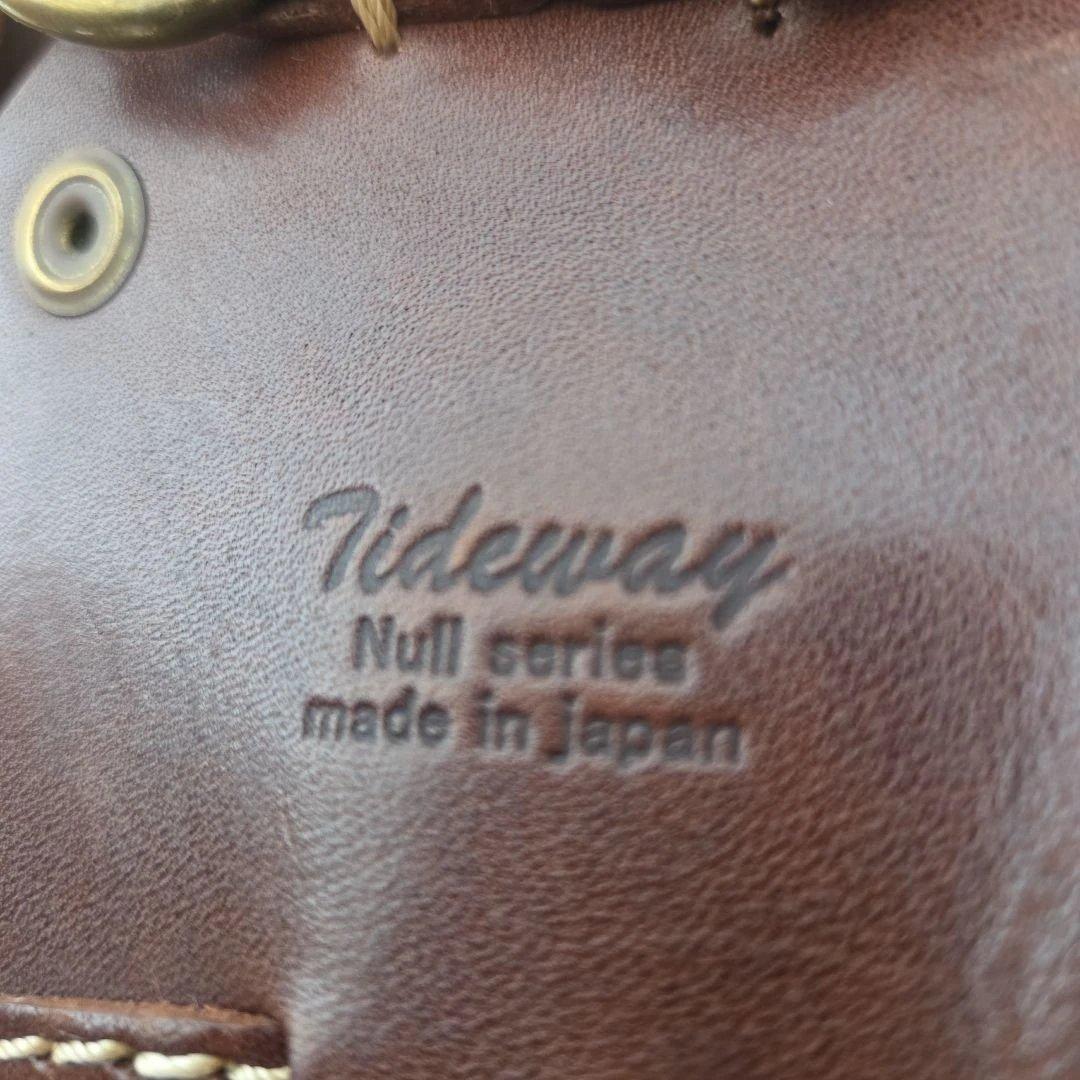 Tideway
Null series
made in japan